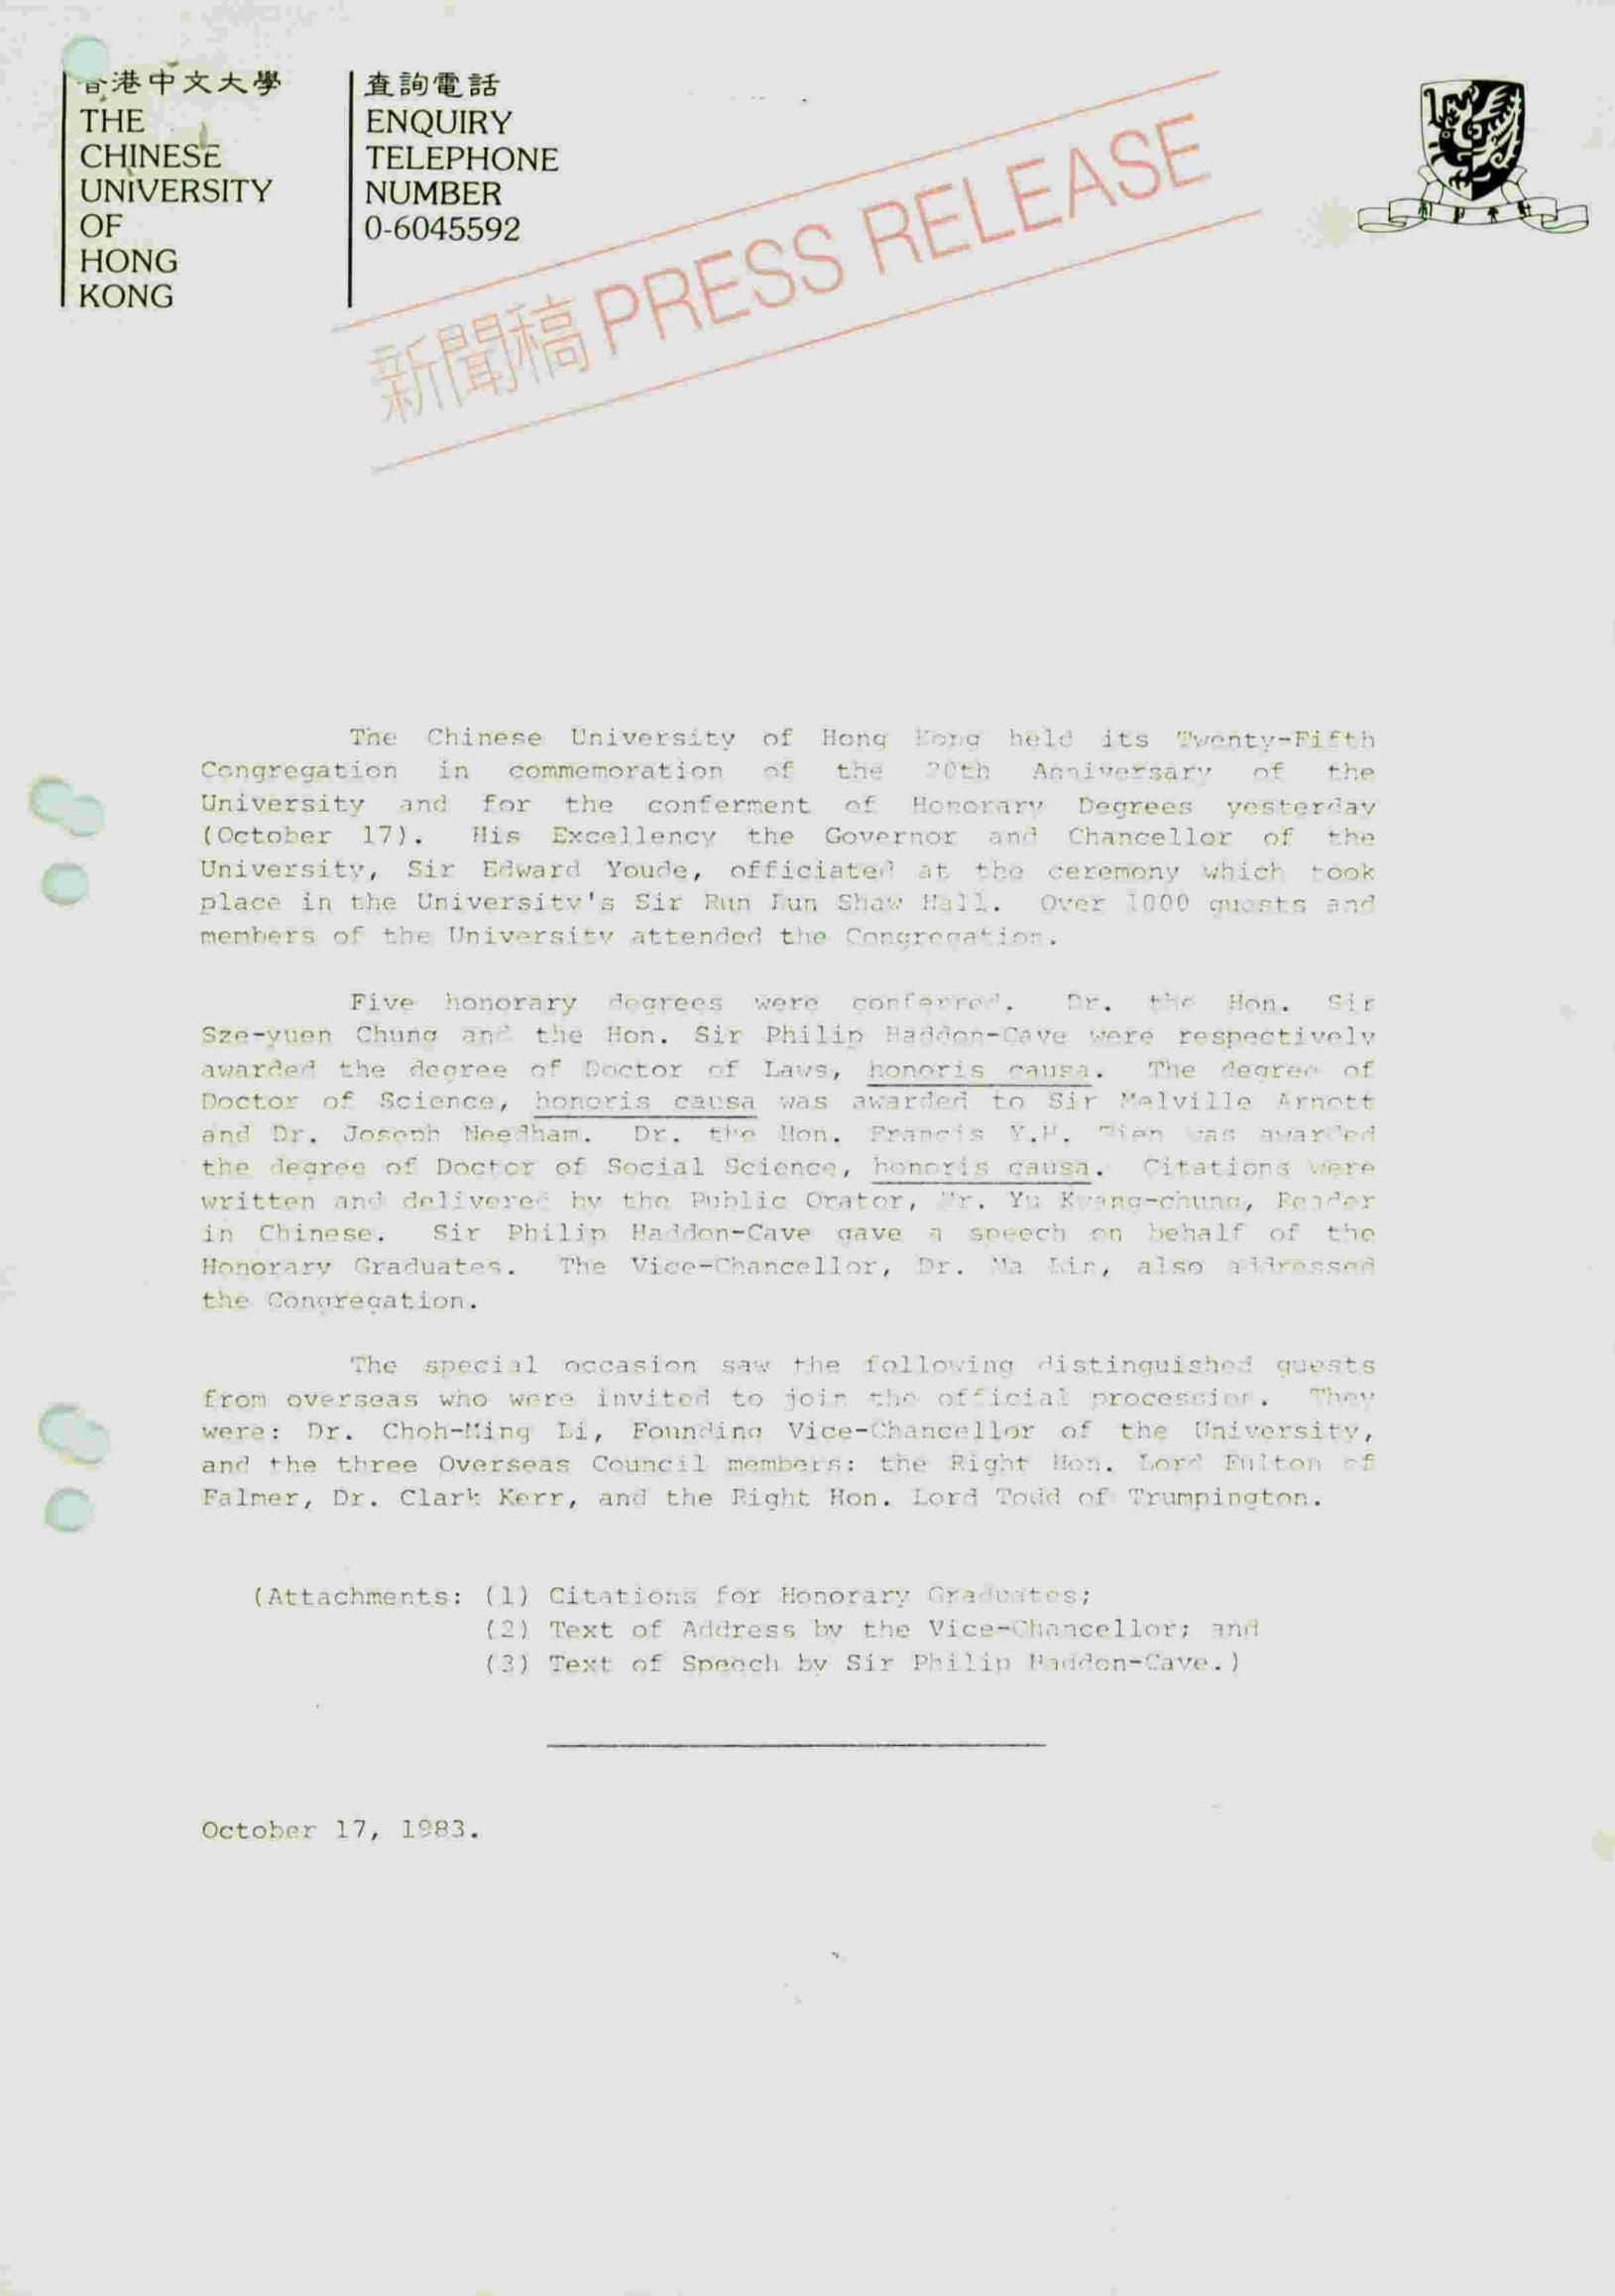 香港中文大學
THE
CHINESE
UNIVERSITY
OF
HONG
KONG
查詢電話
ENQUIRY
TELEPHONE
NUMBER
0-6045592
新聞稿 PRESS RELEASE
The Chinese University of Hong Kong held its Twenty-Fifth
Congregation in commemoration of the 20th Anniversary of the
University and for the conferment of Honorary Degrees yesterday
(October 17). His Excellency the Governor and Chancellor of the
University, Sir Edward Youde, officiated at the ceremony which took
place in the University's Sir Run Run Shaw Hall. Over 1000 guests and
members of the University attended the Congregation.
Five honorary degrees were conferred. Dr. the Hon. Sir
Sze-yuen Chung and the Hon. Sir Philip Haddon-Cave were respectively
awarded the degree of Doctor of Laws, honoris causa. The degree of
Doctor of Science, honoris causa was awarded to Sir Melville Arnott
and Dr. Joseph Needham. Dr. the Hon. Francis Y.H. Tien was awarded
the degree of Doctor of Social Science, honoris causa. Citations were
written and delivered by the Public Orator, Mr. Yu Kwang-chung, Reader
in Chinese. Sir Philip Haddon-Cave gave a speech on behalf of the
Honorary Graduates. The Vice-Chancellor, Dr. Ma Lin, also addressed
the Congregation.
The special occasion saw the following distinguished guests
from overseas who were invited to join the official procession. They
were: Dr. Choh-Ming Li, Founding Vice-Chancellor of the University,
and the three Overseas Council members: the Right Hon. Lord Fulton of
Falmer, Dr. Clark Kerr, and the Right Hon. Lord Todd of Trumpington.
(Attachments: (1) Citations for Honorary Graduates;
(2) Text of Address by the Vice-Chancellor; and
(3) Text of Speech by Sir Philip Haddon-Cave.)
October 17, 1983.